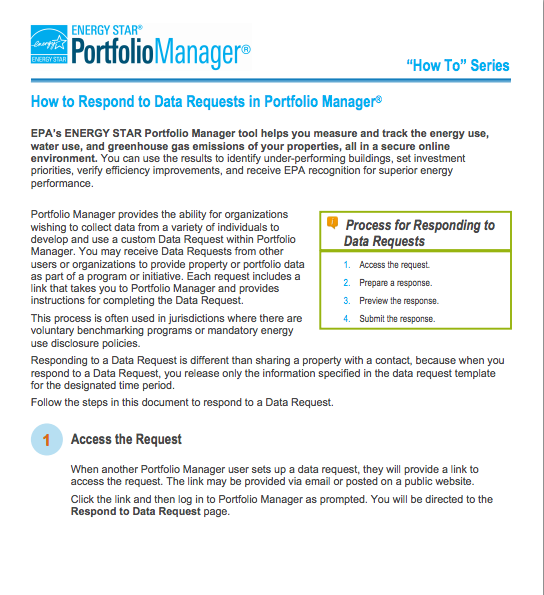 ENERGY STAR®
PortfolioManager®
energy
ENERGY STAR
“How To” Series
How to Respond to Data Requests in Portfolio Manager®
EPA’s ENERGY STAR Portfolio Manager tool helps you measure and track the energy use,
water use, and greenhouse gas emissions of your properties, all in a secure online
environment. You can use the results to identify under-performing buildings, set investment
priorities, verify efficiency improvements, and receive EPA recognition for superior energy
performance.
Portfolio Manager provides the ability for organizations
wishing to collect data from a variety of individuals to
develop and use a custom Data Request within Portfolio
Manager. You may receive Data Requests from other
users or organizations to provide property or portfolio data
as part of a program or initiative. Each request includes a
link that takes you to Portfolio Manager and provides
instructions for completing the Data Request.
This process is often used in jurisdictions where there are
voluntary benchmarking programs or mandatory energy
use disclosure policies.
Process for Responding to
Data Requests
1. Access the request.
2. Prepare a response.
3. Preview the response.
4. Submit the response.
Responding to a Data Request is different than sharing a property with a contact, because when you
respond to a Data Request, you release only the information specified in the data request template
for the designated time period.
Follow the steps in this document to respond to a Data Request.
1 Access the Request
When another Portfolio Manager user sets up a data request, they will provide a link to
access the request. The link may be provided via email or posted on a public website.
Click the link and then log in to Portfolio Manager as prompted. You will be directed to the
Respond to Data Request page.